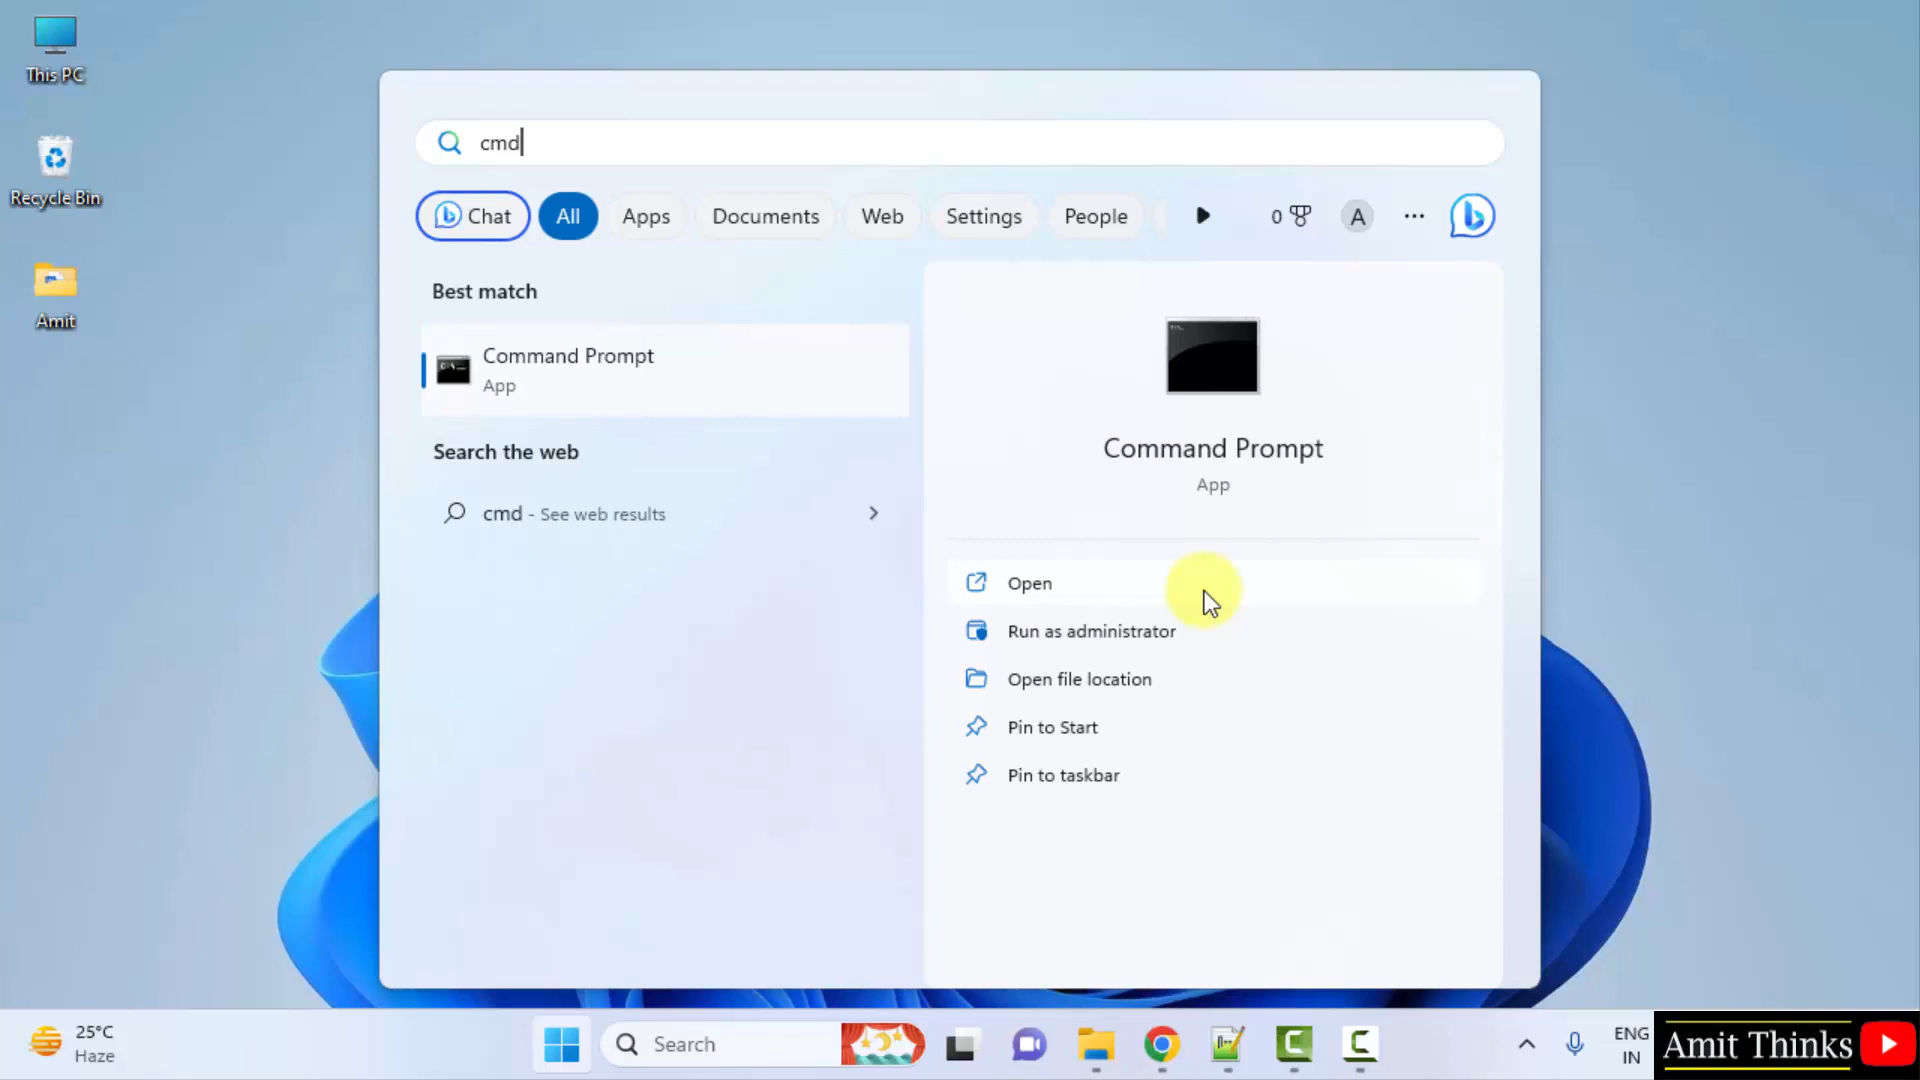 This PC
Recycle Bin
Amit
cmd
Chat
All
Apps
Documents
Web
Settings
People
0
A
Best match
Command Prompt
App
Search the web
cmd - See web results
Command Prompt
App
Open
Run as administrator
Open file location
Pin to Start
Pin to taskbar
25°C
Haze
Search
ENG
IN
Amit Thinks